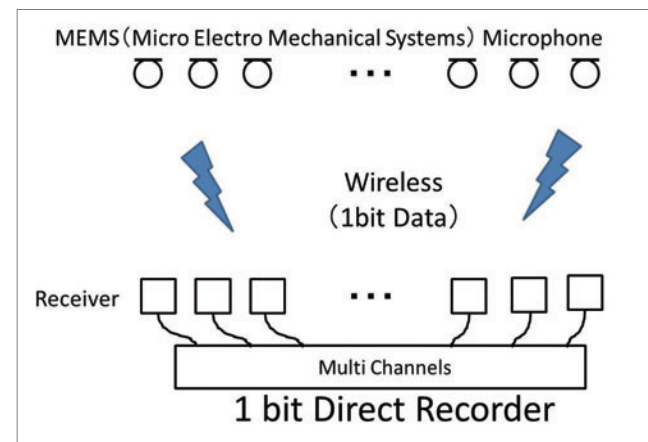 MEMS（Micro Electro Mechanical Systems）Microphone
...
Wireless
（1bit Data）
Receiver
...
Multi Channels
1 bit Direct Recorder